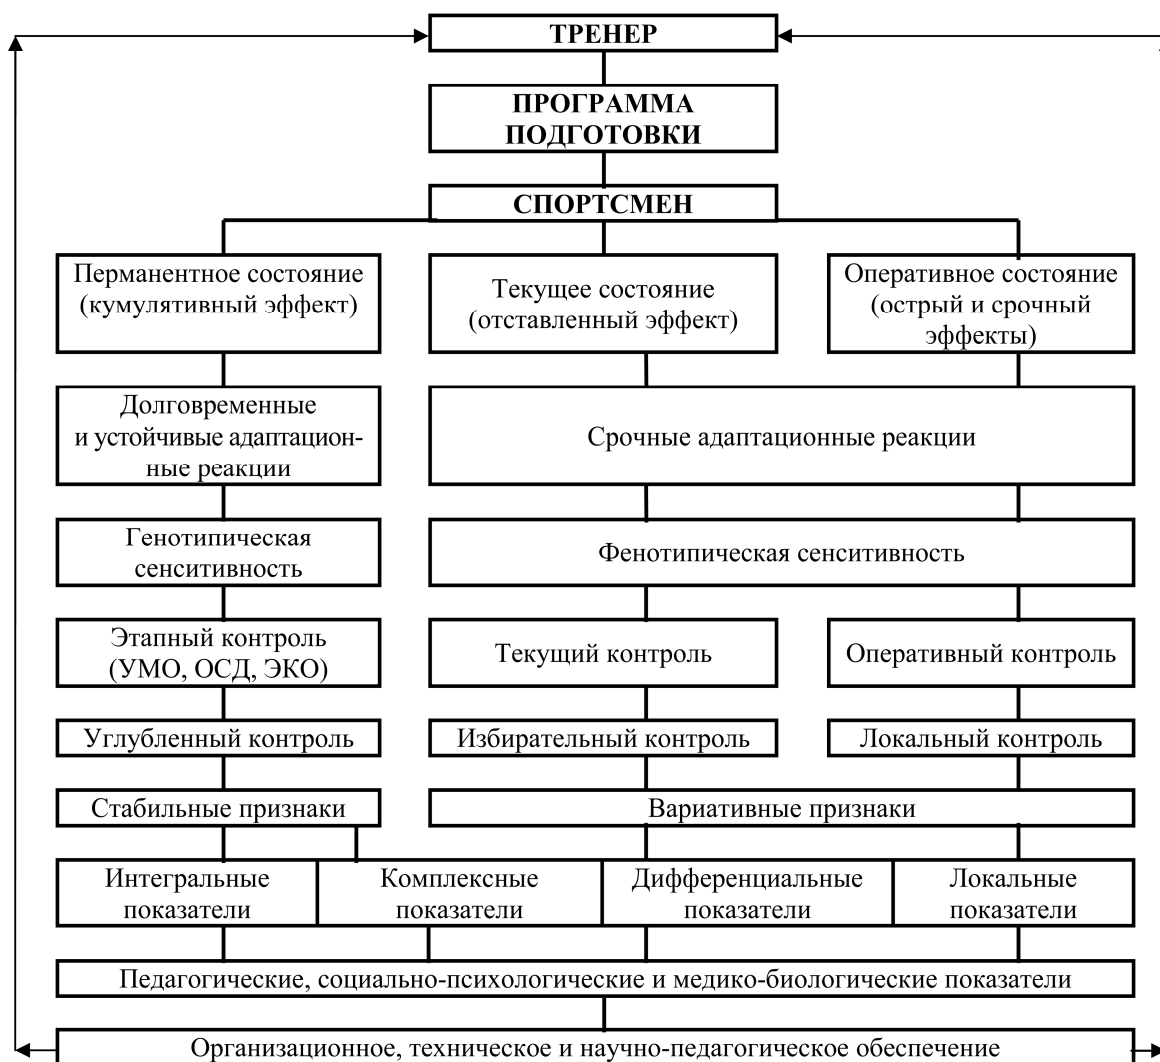 ТРЕНЕР
ПРОГРАММА
ПОДГОТОВКИ
СПОРТСМЕН
Перманентное состояние
(кумулятивный эффект)
Текущее состояние
(отставленный эффект)
Оперативное состояние
(острый и срочный
эффекты)
Долговременные
и устойчивые адаптацион-
ные реакции
Срочные адаптационные реакции
Генотипическая
сенситивность
Фенотипическая сенситивность
Этапный контроль
(УМО, ОСД, ЭКО)
Текущий контроль
Оперативный контроль
Углубленный контроль
Избирательный контроль
Локальный контроль
Стабильные признаки
Вариативные признаки
Интегральные
показатели
Комплексные
показатели
Дифференциальные
показатели
Локальные
показатели
Педагогические, социально-психологические и медико-биологические показатели
Организационное, техническое и научно-педагогическое обеспечение